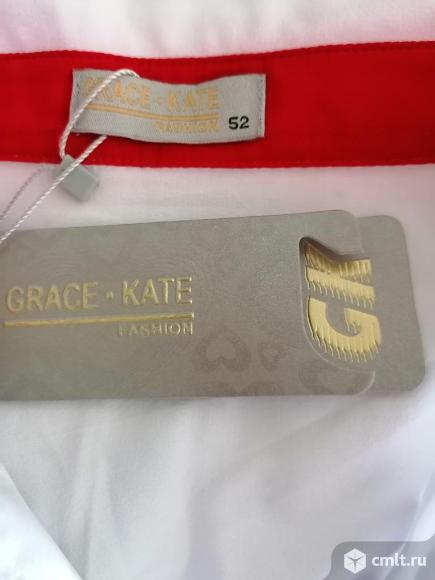 GRACE • KATE
FASHION
52
GRACE • KATE
FASHION
GK
cmlt.ru